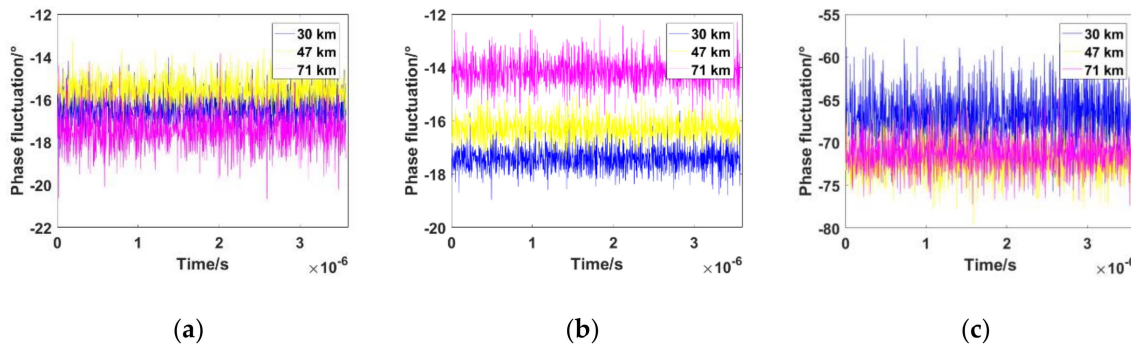 -12
-14
-16
-18
-20
-22
Phase fluctuation/°
0 1 2 3
Time/s
×10⁻⁶
30 km
47 km
71 km
(a)
-12
-14
-16
-18
-20
Phase fluctuation/°
0 1 2 3
Time/s
×10⁻⁶
30 km
47 km
71 km
(b)
-55
-60
-65
-70
-75
-80
Phase fluctuation/°
0 1 2 3
Time/s
×10⁻⁶
30 km
47 km
71 km
(c)